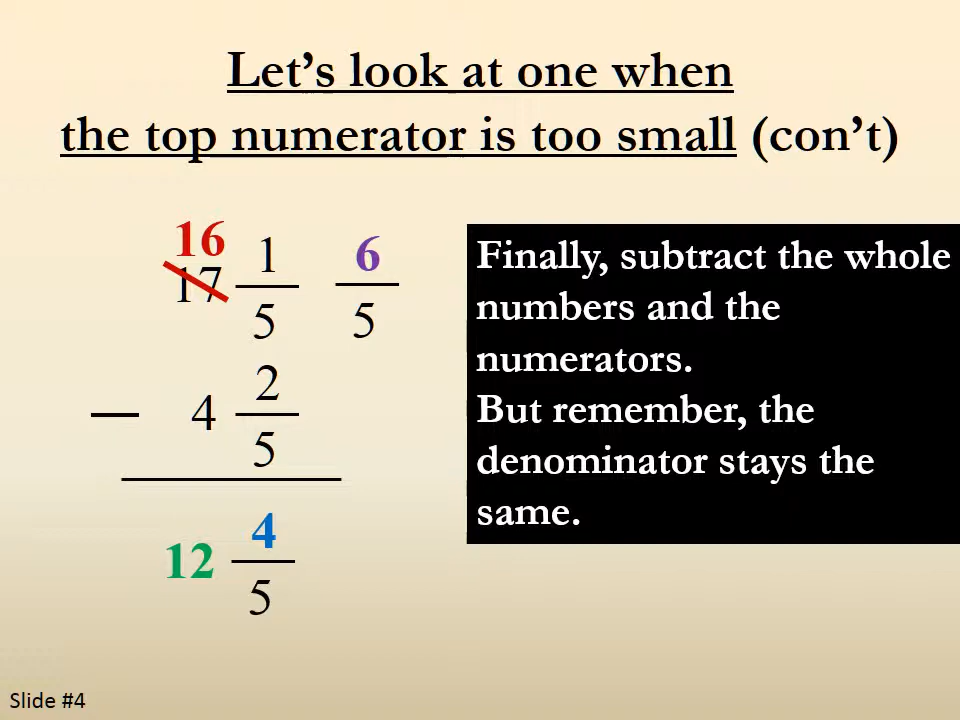 Let's look at one when
the top numerator is too small (con't)
16
17 1/5 6/5
— 4 2/5
12 4/5
Finally, subtract the whole
numbers and the
numerators.
But remember, the
denominator stays the
same.
Slide #4